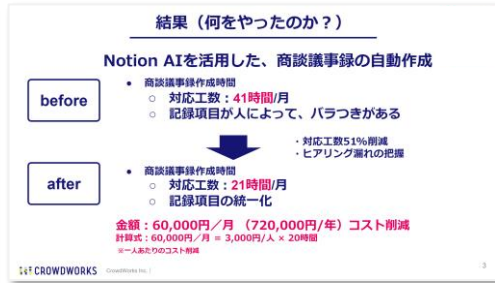 結果（何をやったのか？）
Notion AIを活用した、商談議事録の自動作成
before
● 商談議事録作成時間
○ 対応工数：41時間/月
○ 記録項目が人によって、バラつきがある
・対応工数51%削減
・ヒアリング漏れの把握
after
● 商談議事録作成時間
○ 対応工数：21時間/月
○ 記録項目の統一化
金額：60,000円／月 （720,000円/年）コスト削減
計算式：60,000円／月 = 3,000円/人 × 20時間
※一人あたりのコスト削減
CROWDWORKS
CrowdWorks Inc. |
3